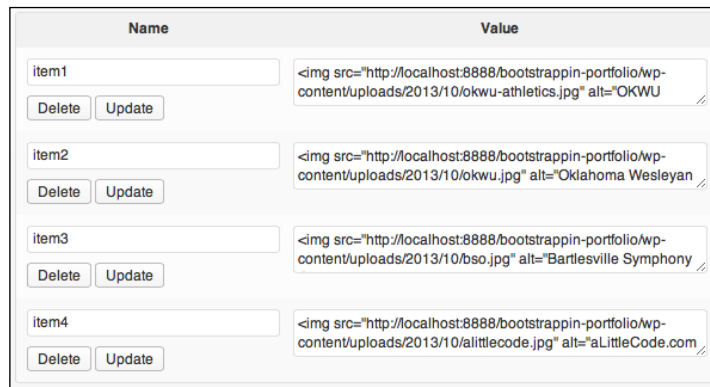 Name Value
item1
<img src="http://localhost:8888/bootstrappin-portfolio/wp-
content/uploads/2013/10/okwu-athletics.jpg" alt="OKWU
Delete Update
item2
<img src="http://localhost:8888/bootstrappin-portfolio/wp-
content/uploads/2013/10/okwu.jpg" alt="Oklahoma Wesleyan
Delete Update
item3
<img src="http://localhost:8888/bootstrappin-portfolio/wp-
content/uploads/2013/10/bso.jpg" alt="Bartlesville Symphony
Delete Update
item4
<img src="http://localhost:8888/bootstrappin-portfolio/wp-
content/uploads/2013/10/alittlecode.jpg" alt="aLittleCode.com
Delete Update